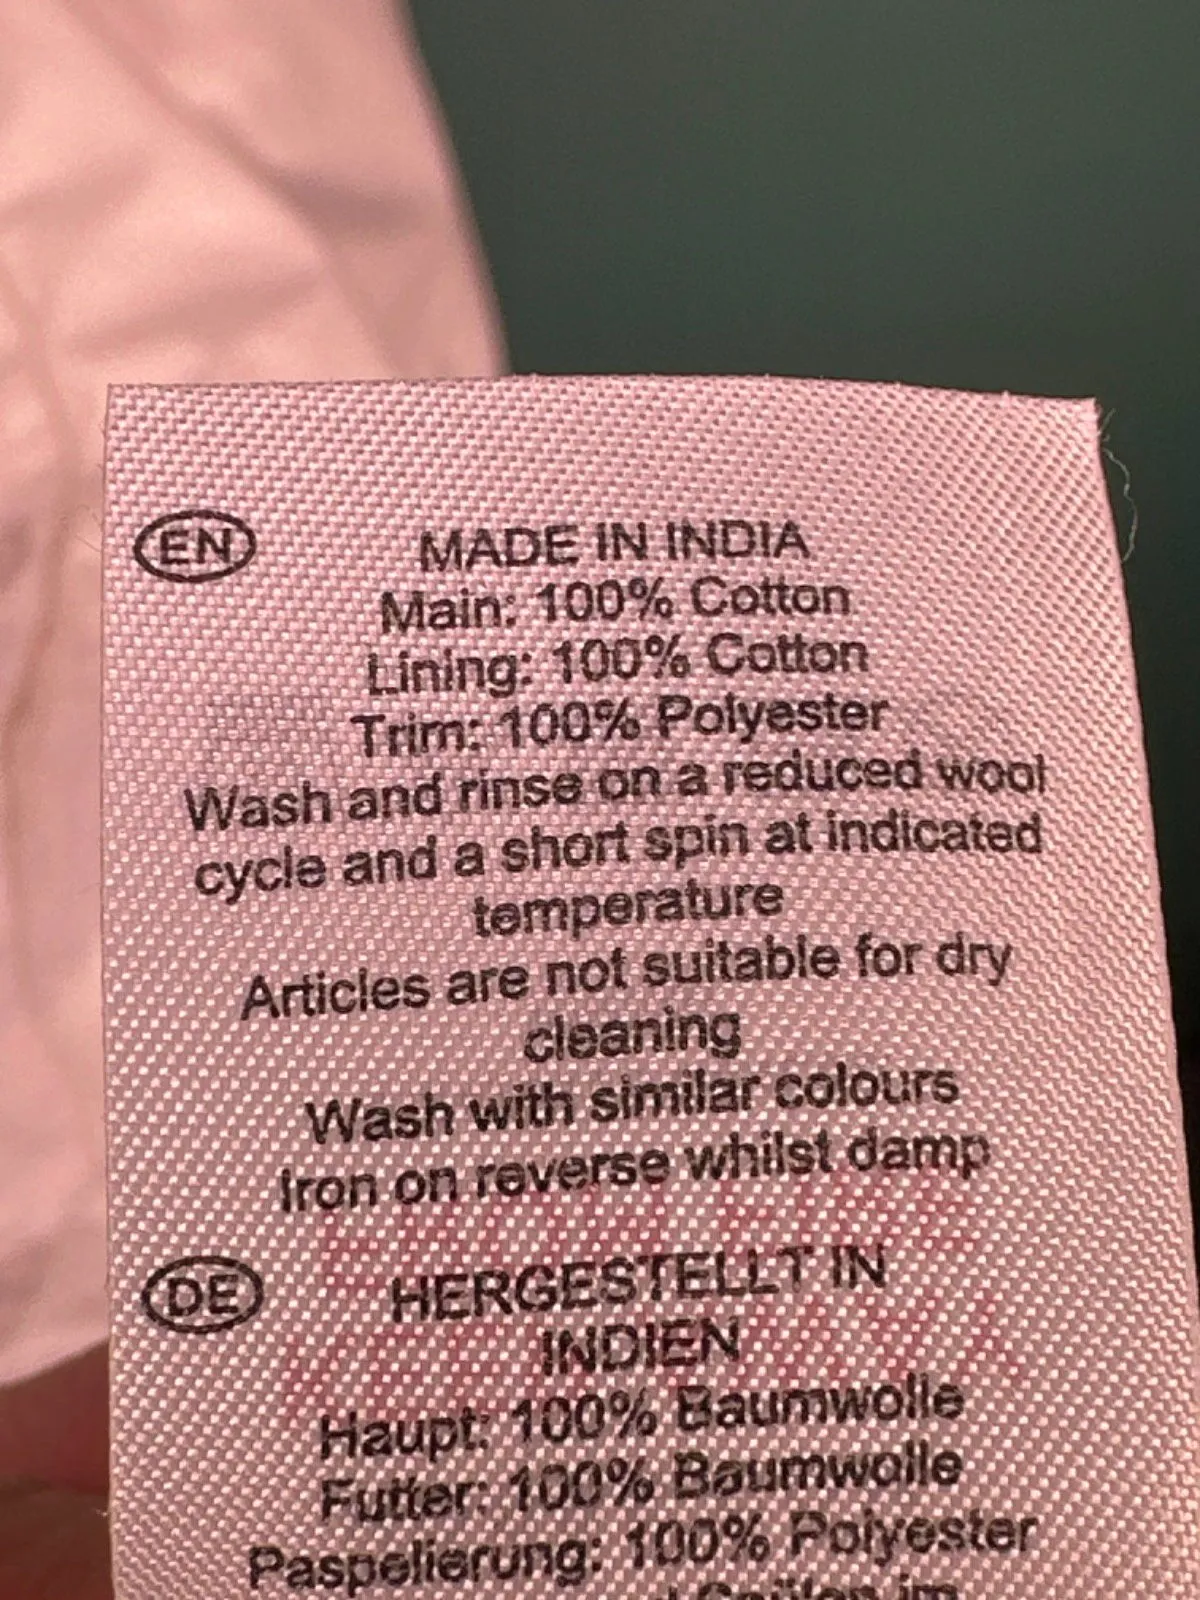 EN
MADE IN INDIA
Main: 100% Cotton
Lining: 100% Cotton
Trim: 100% Polyester
Wash and rinse on a reduced wool
cycle and a short spin at indicated
temperature
Articles are not suitable for dry
cleaning
Wash with similar colours
Iron on reverse whilst damp
DE
HERGESTELLT IN
INDIEN
Haupt: 100% Baumwolle
Futter: 100% Baumwolle
Paspelierung: 100% Polyester